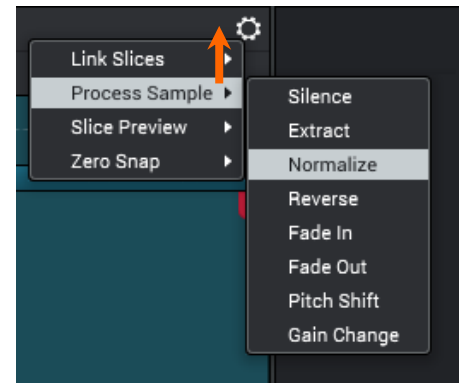 Link Slices
Process Sample
Slice Preview
Zero Snap
Silence
Extract
Normalize
Reverse
Fade In
Fade Out
Pitch Shift
Gain Change